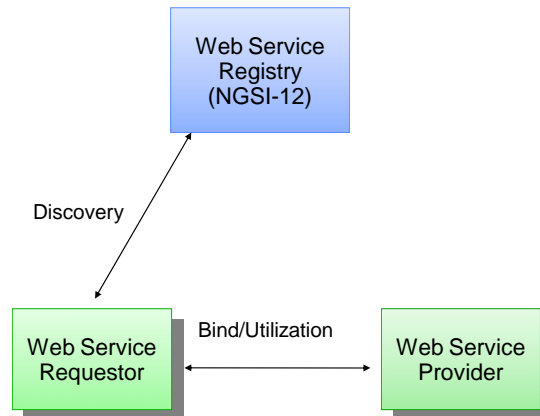 Web Service
Registry
(NGSI-12)
Discovery
Bind/Utilization
Web Service
Requestor
Web Service
Provider